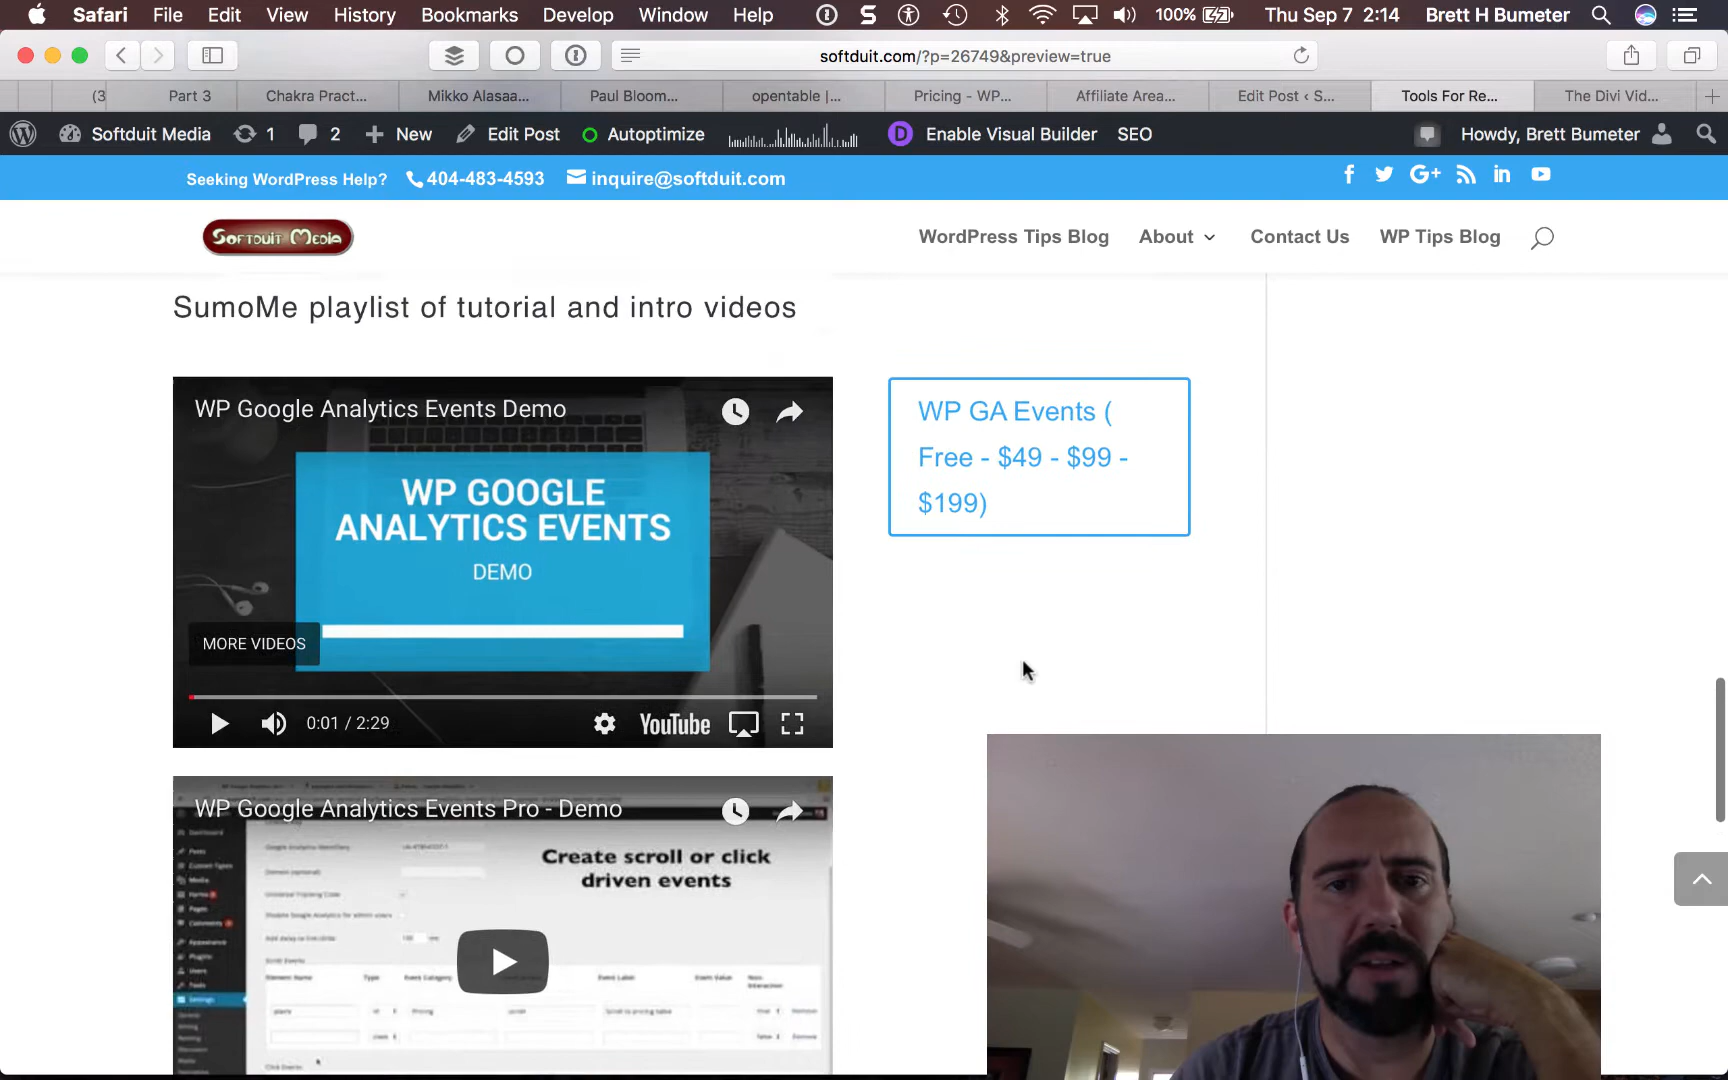 Safari File Edit View History Bookmarks Develop Window Help 100% Thu Sep 7 2:14 Brett H Bumeter
softduit.com/?p=26749&preview=true
(3 Part 3 Chakra Pract... Mikko Alasaa... Paul Bloom... opentable |... Pricing - WP... Affiliate Area... Edit Post ‹ S... Tools For Re... The Divi Vid...
Softduit Media 1 2 New Edit Post Autoptimize Enable Visual Builder SEO Howdy, Brett Bumeter
Seeking WordPress Help? 404-483-4593 inquire@softduit.com
Softduit Media WordPress Tips Blog About Contact Us WP Tips Blog
SumoMe playlist of tutorial and intro videos
WP Google Analytics Events Demo
WP GOOGLE
ANALYTICS EVENTS
DEMO
MORE VIDEOS
0:01 / 2:29 YouTube
WP GA Events (
Free - $49 - $99 -
$199)
WP Google Analytics Events Pro - Demo
Create scroll or click
driven events